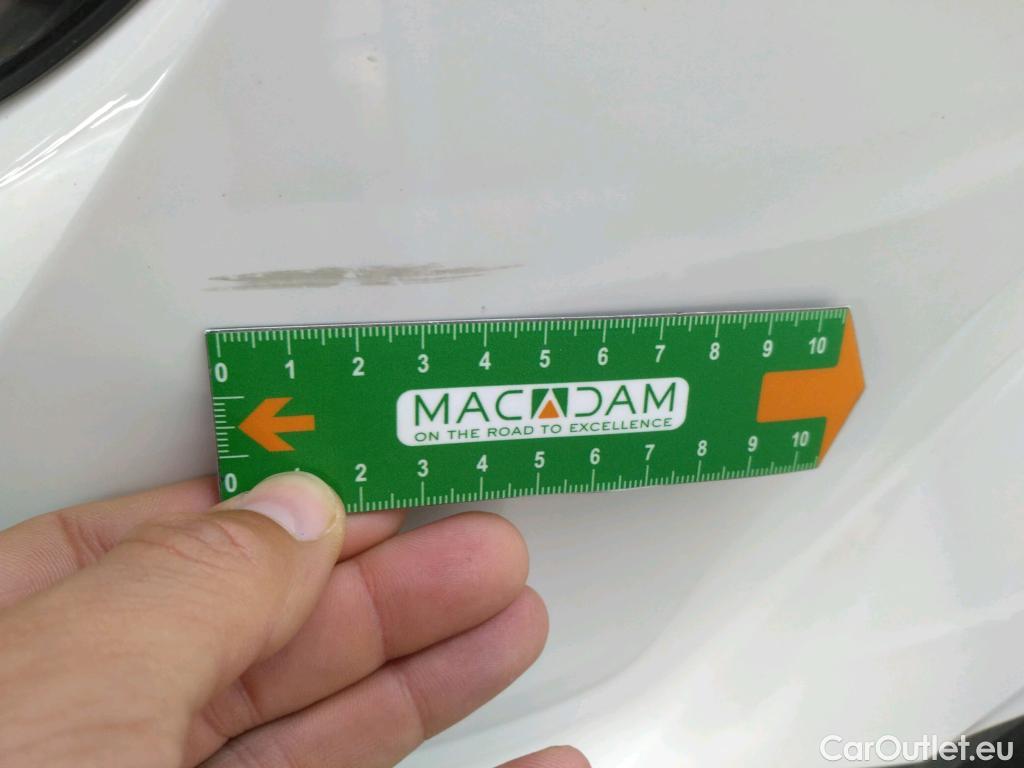 0 1 2 3 4 5 6 7 8 9 10
MACADAM
ON THE ROAD TO EXCELLENCE
0 1 2 3 4 5 6 7 8 9 10
CarOutlet.eu